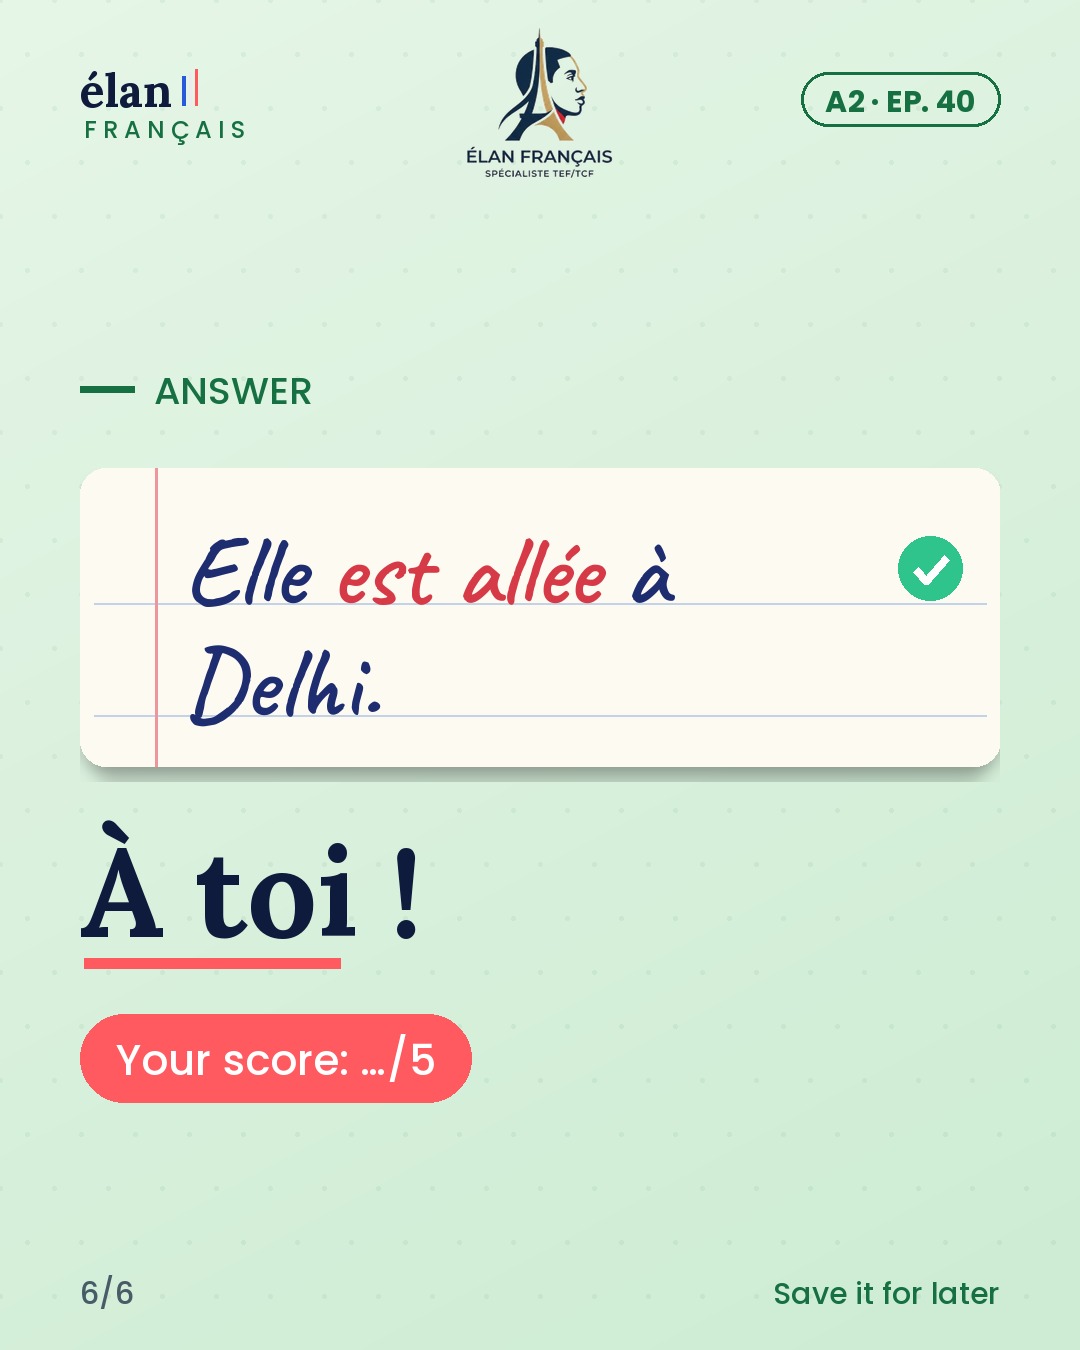 élan
FRANÇAIS
ÉLAN FRANÇAIS
SPÉCIALISTE TEF/TCF
A2 · EP. 40
ANSWER
Elle est allée à
Delhi.
À toi !
Your score: .../5
6/6
Save it for later